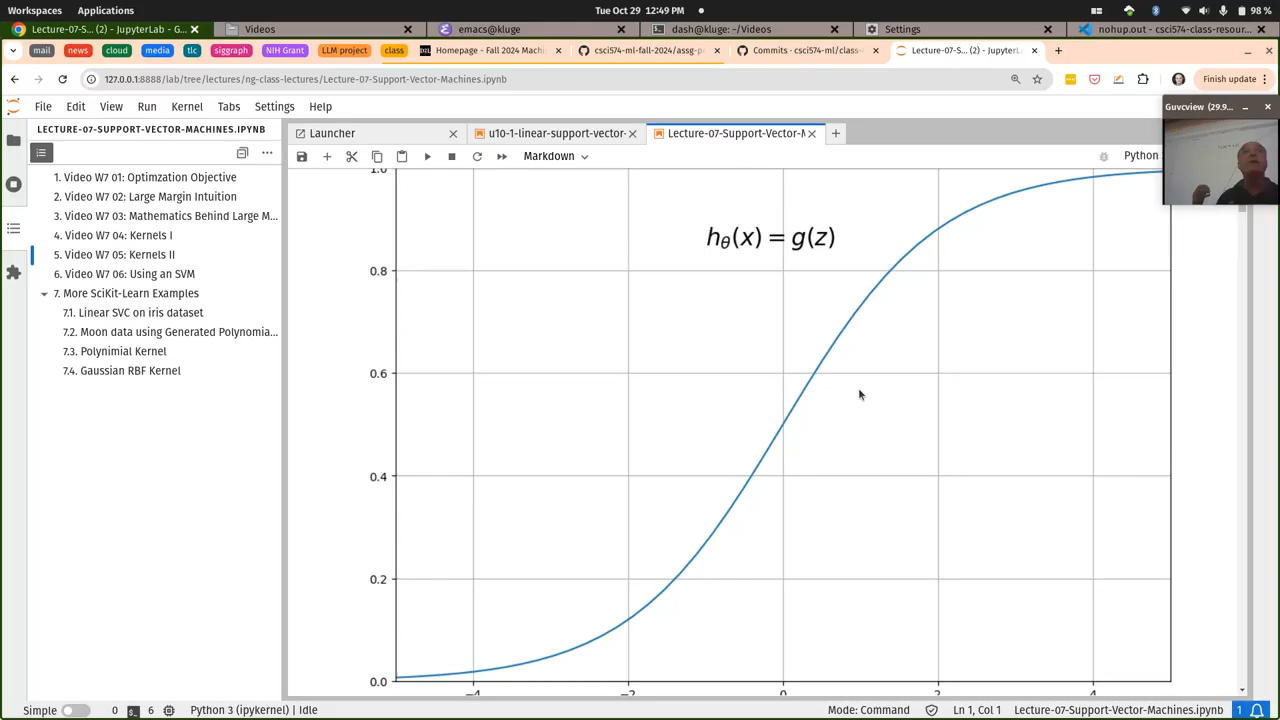 Workspaces Applications Tue Oct 29 12:49 PM 98 %
Lecture-07-S... (2) - JupyterLab - G... Videos emacs@kluge dash@kluge: ~/Videos Settings nohup.out - csci574-class-resour...
mail news cloud media tlc siggraph NIH Grant LLM project class Homepage - Fall 2024 Machin csci574-ml-fall-2024/assg-p Commits · csci574-ml/class- Lecture-07-S... (2) - JupyterL
127.0.0.1:8888/lab/tree/lectures/ng-class-lectures/Lecture-07-Support-Vector-Machines.ipynb Finish update
File Edit View Run Kernel Tabs Settings Help
Guvcview (29.9...
LECTURE-07-SUPPORT-VECTOR-MACHINES.IPYNB
Launcher u10-1-linear-support-vector- Lecture-07-Support-Vector-M
Markdown Python
1. Video W7 01: Optimzation Objective
2. Video W7 02: Large Margin Intuition
3. Video W7 03: Mathematics Behind Large M...
4. Video W7 04: Kernels I
5. Video W7 05: Kernels II
6. Video W7 06: Using an SVM
7. More SciKit-Learn Examples
7.1. Linear SVC on iris dataset
7.2. Moon data using Generated Polynomia...
7.3. Polynimial Kernel
7.4. Gaussian RBF Kernel
1.0
hθ(x) = g(z)
0.8
0.6
0.4
0.2
0.0
−4 −2 0 2 4
Simple 0 6 Python 3 (ipykernel) | Idle Mode: Command Ln 1, Col 1 Lecture-07-Support-Vector-Machines.ipynb 1